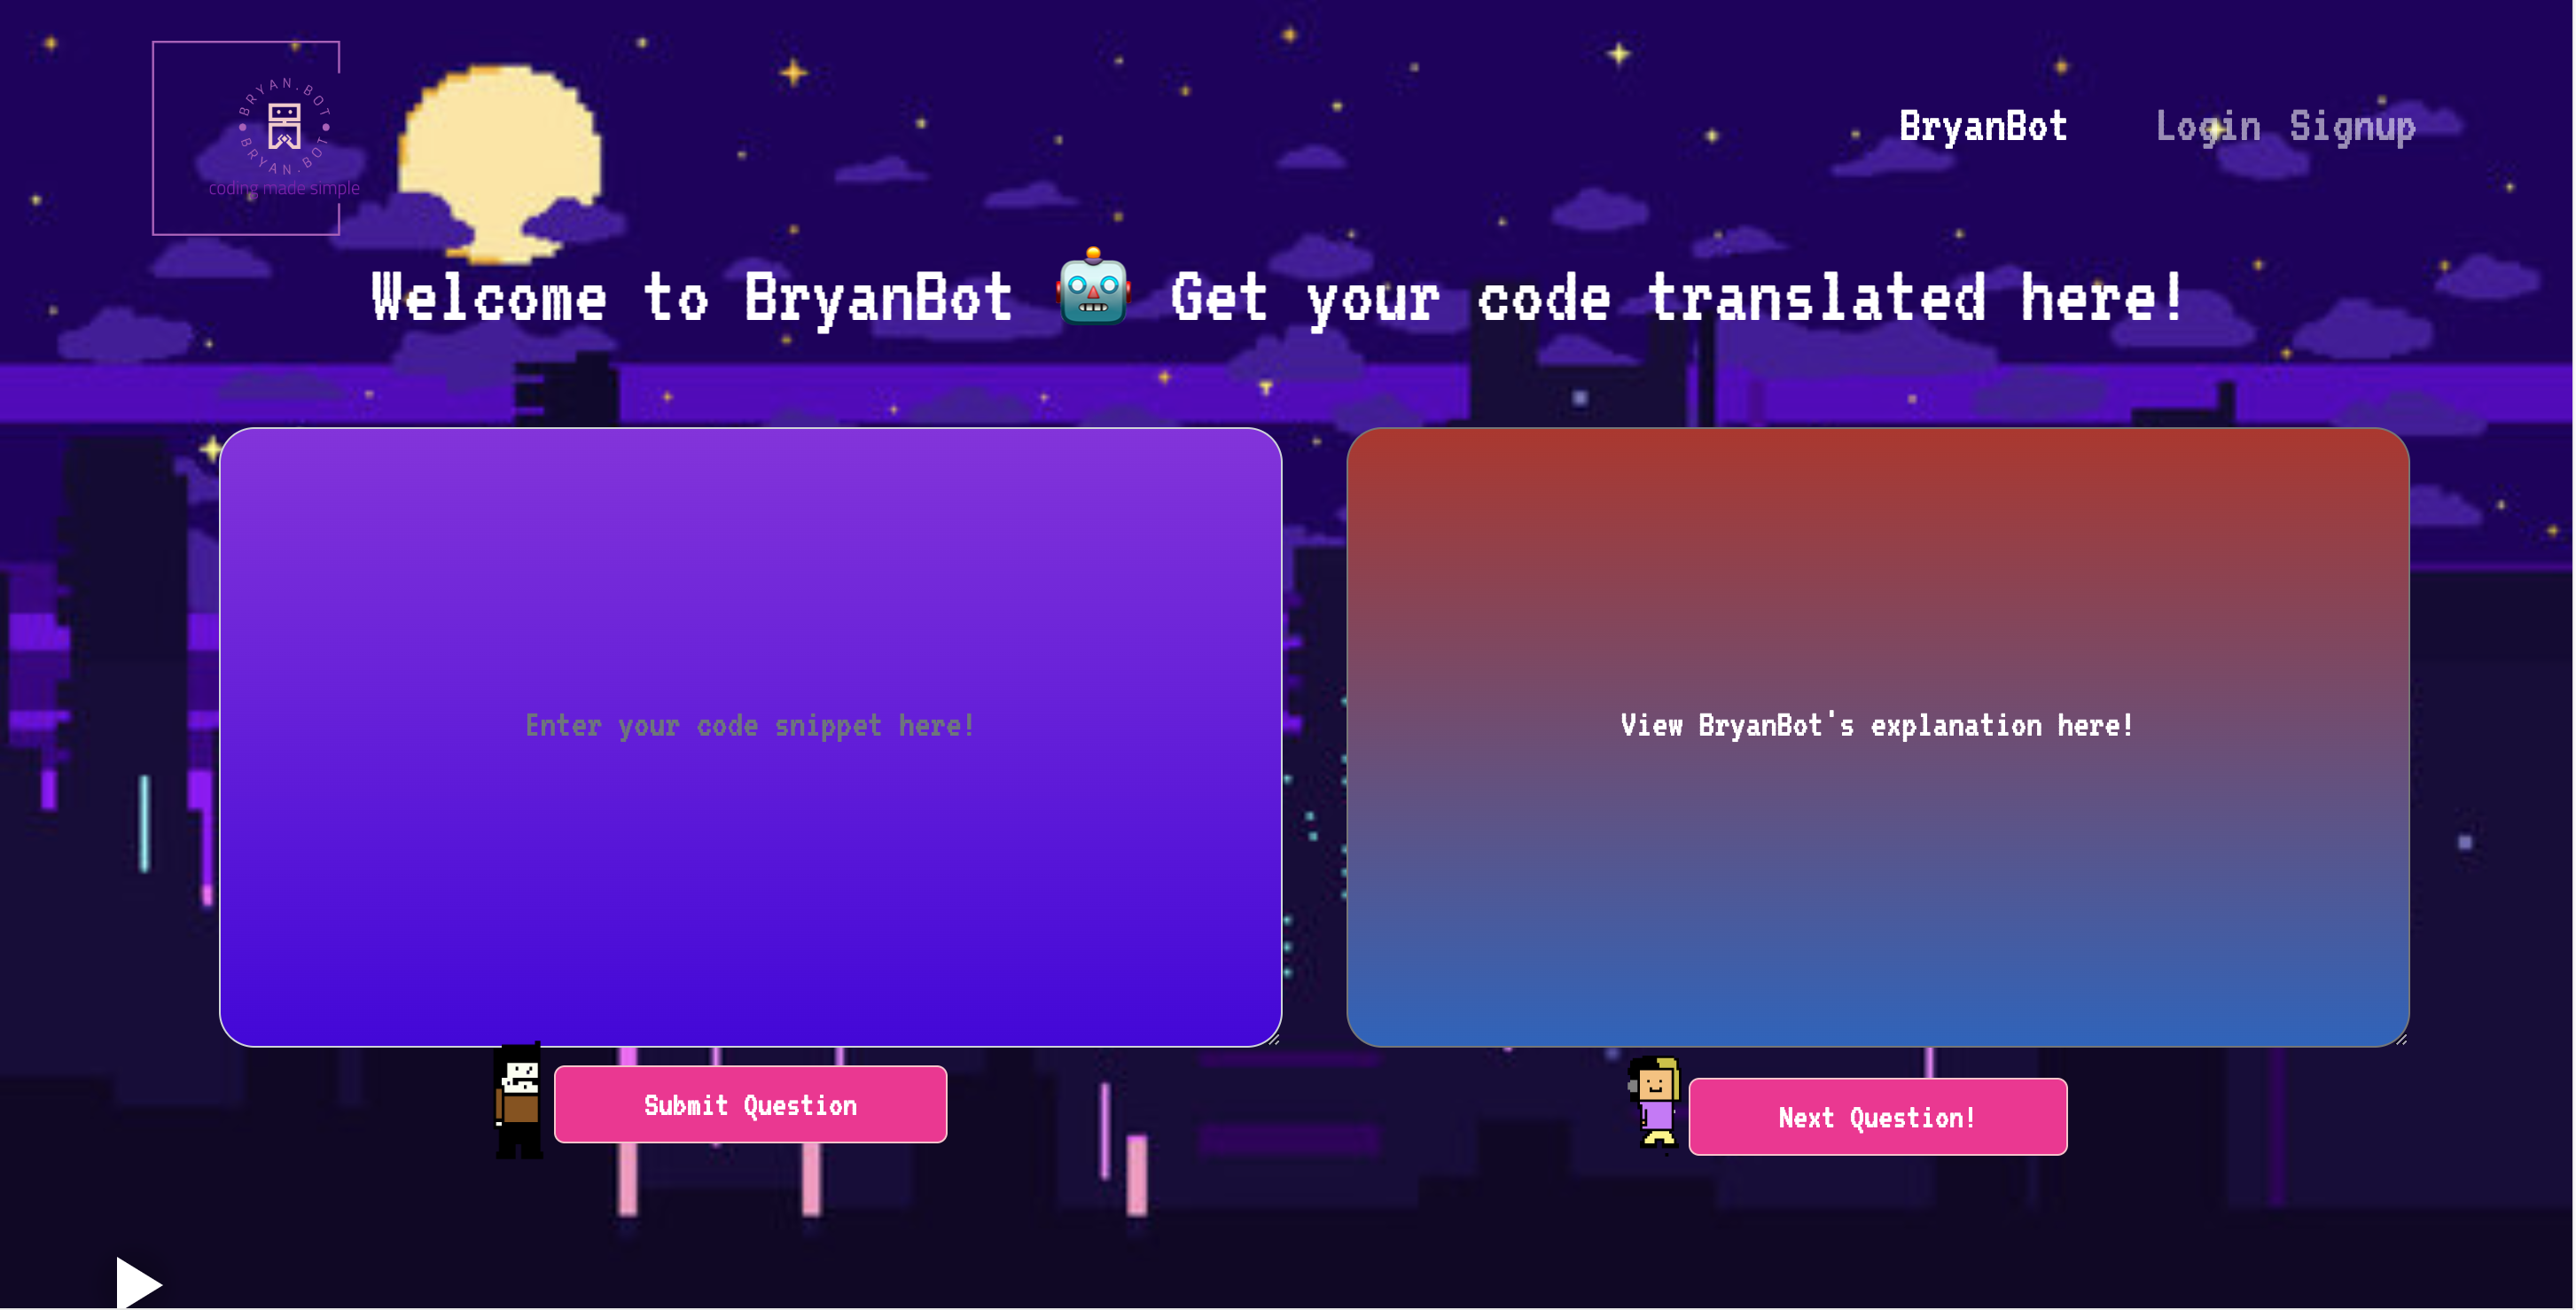 BRYAN.BOT
BRYAN.BOT
coding made simple
BryanBot Login Signup
Welcome to BryanBot 🤖 Get your code translated here!
Enter your code snippet here!
View BryanBot's explanation here!
Submit Question
Next Question!